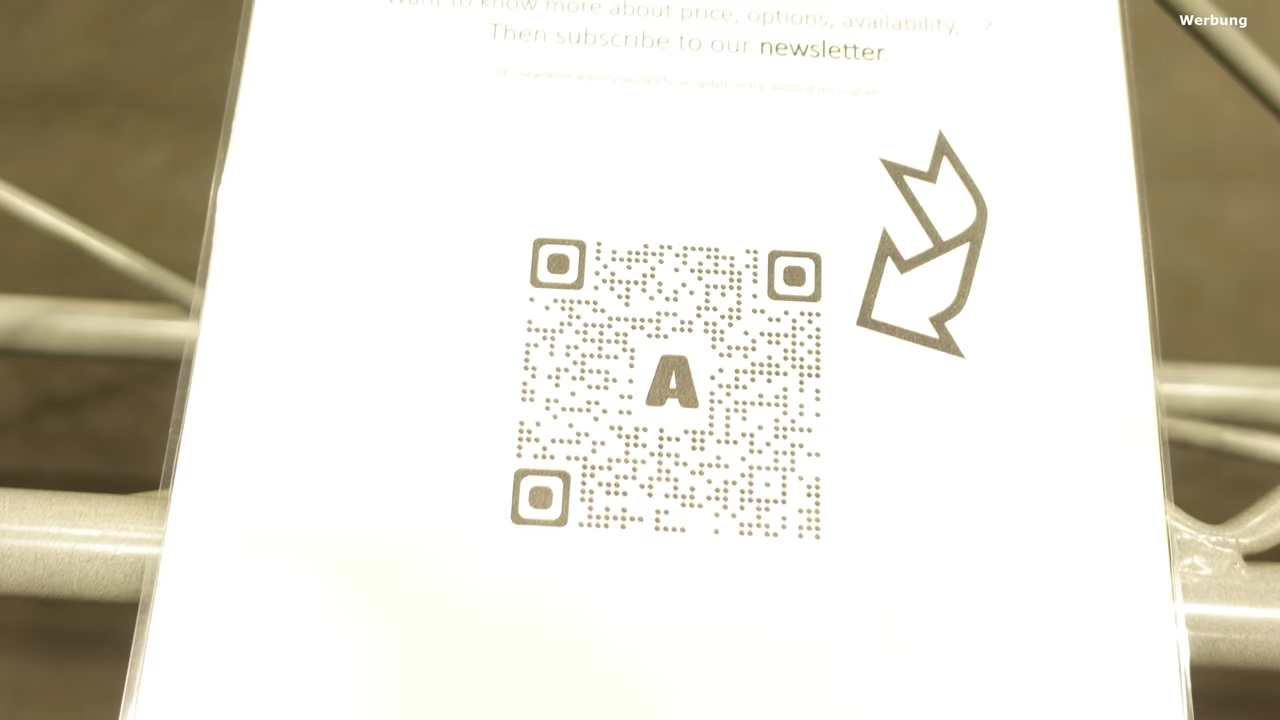 Werbung
Want to know more about price, options, availability, ?
Then subscribe to our newsletter.
A